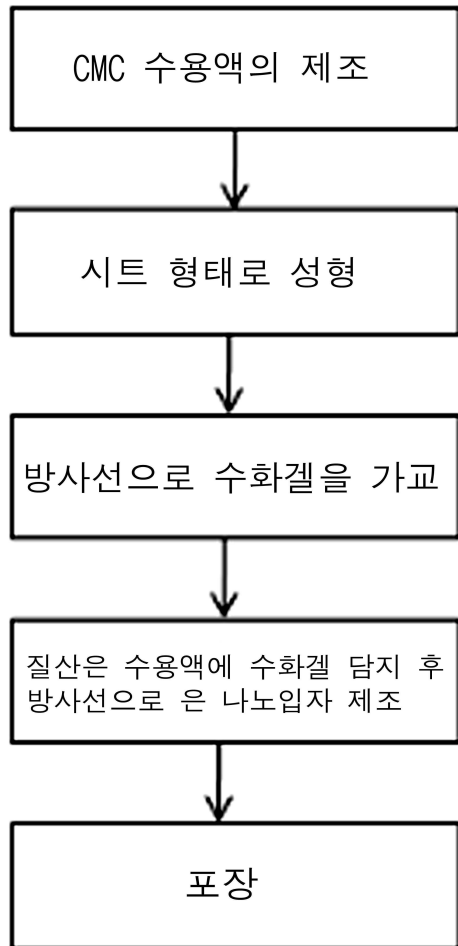 CMC 수용액의 제조
시트 형태로 성형
방사선으로 수화겔을 가교
질산은 수용액에 수화겔 담지 후
방사선으로 은 나노입자 제조
포장